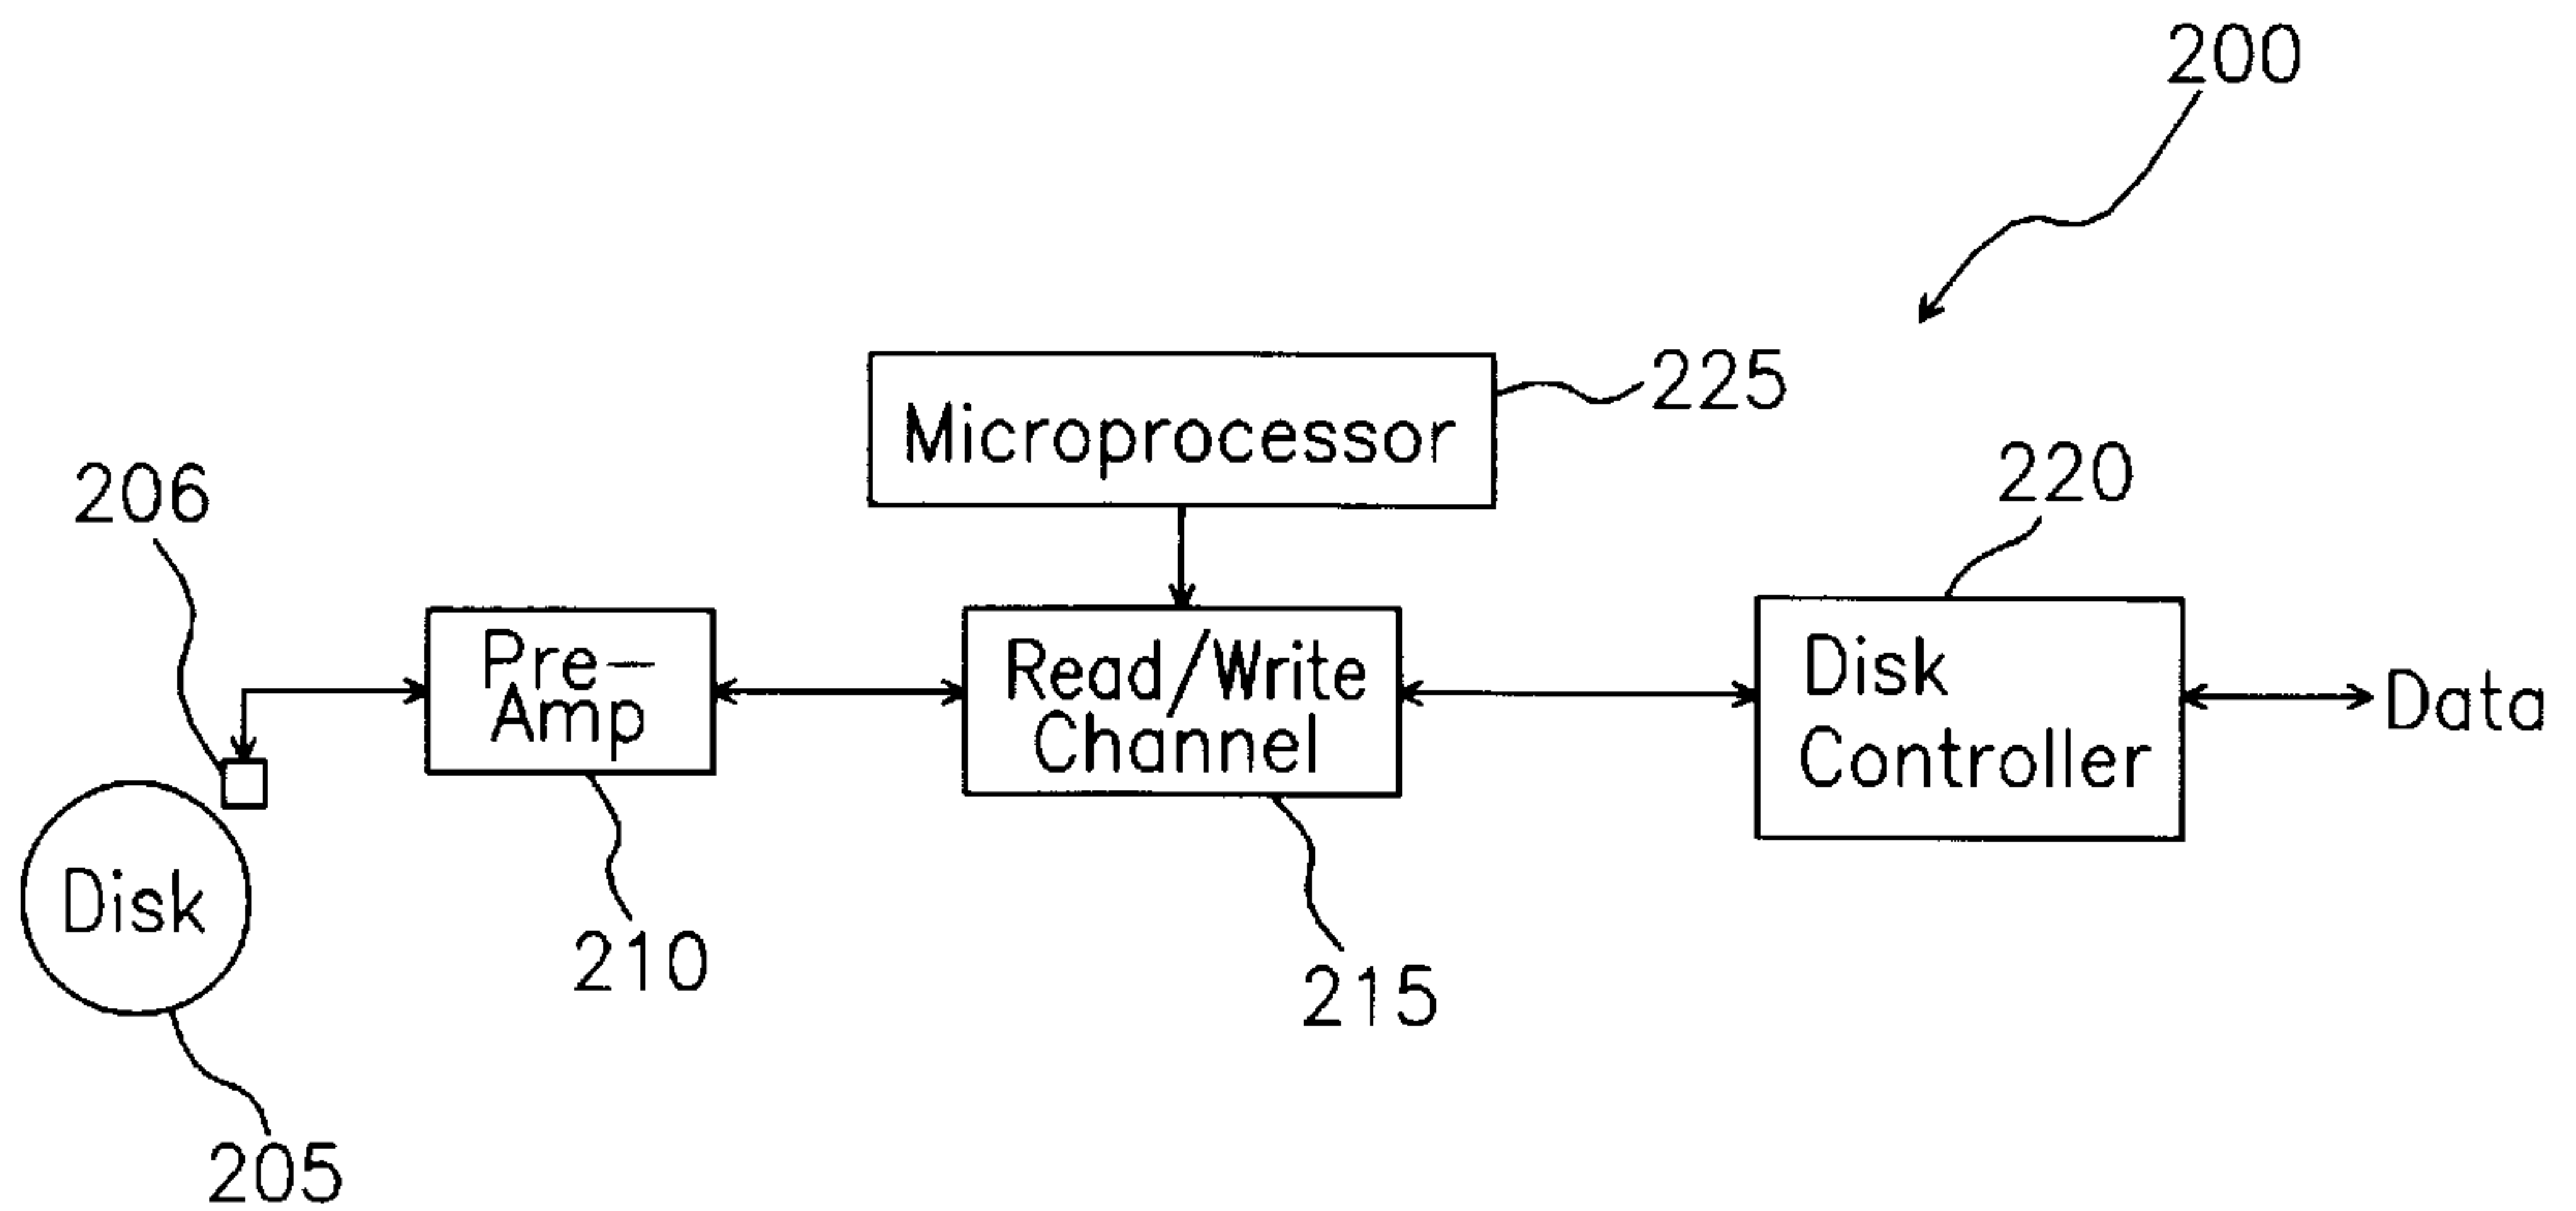 200
Microprocessor
225
206
220
Pre-
Amp
Read/Write
Channel
Disk
Controller
Data
Disk
210
215
205